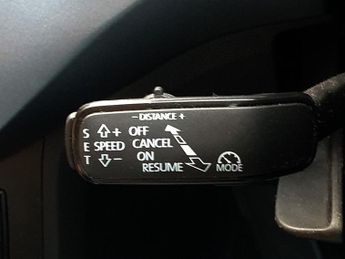 - DISTANCE +
S + OFF
E SPEED CANCEL
T - ON
RESUME MODE